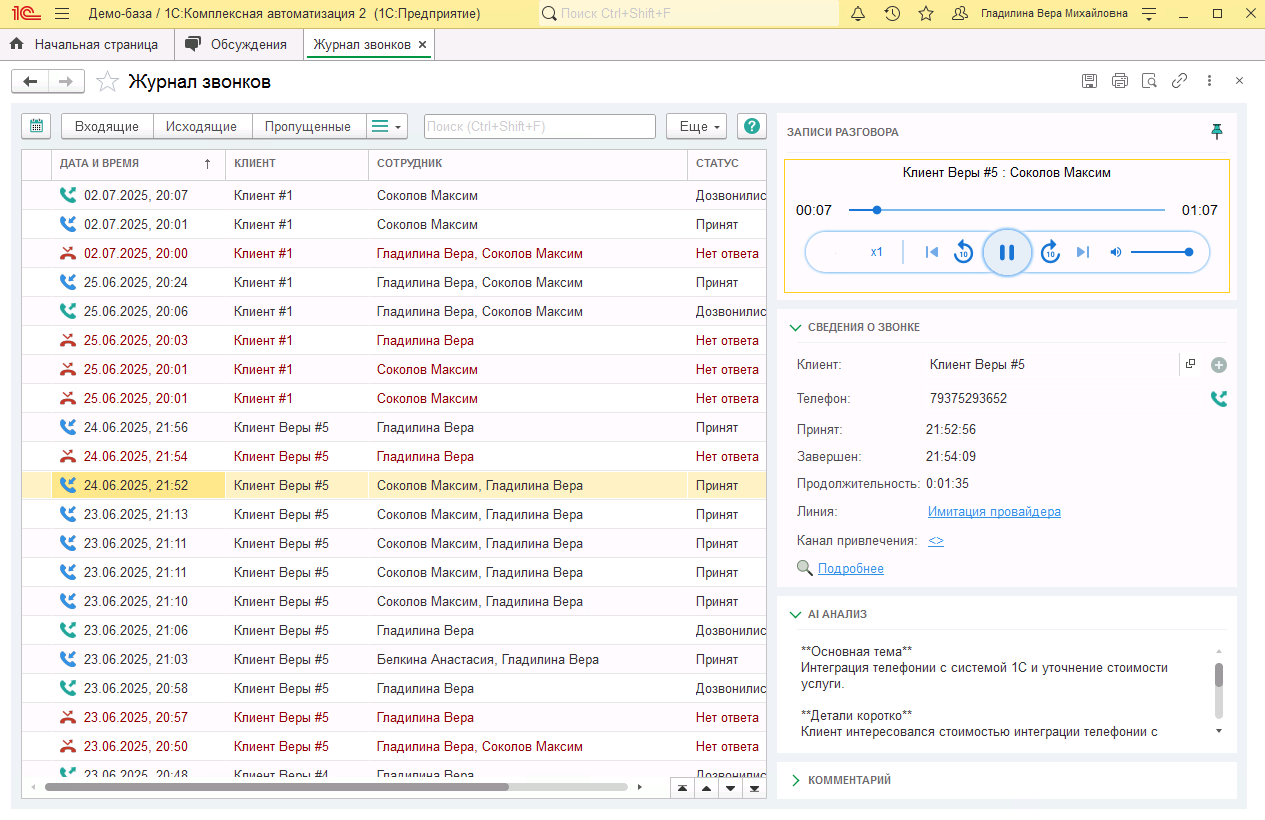 1С Демо-база / 1С:Комплексная автоматизация 2 (1С:Предприятие) Поиск Ctrl+Shift+F Гладилина Вера Михайловна
Начальная страница Обсуждения Журнал звонков
Журнал звонков
Входящие Исходящие Пропущенные Поиск (Ctrl+Shift+F) Еще ?
ДАТА И ВРЕМЯ ↑ КЛИЕНТ СОТРУДНИК СТАТУС
02.07.2025, 20:07 Клиент #1 Соколов Максим Дозвонилис
02.07.2025, 20:01 Клиент #1 Соколов Максим Принят
02.07.2025, 20:00 Клиент #1 Гладилина Вера, Соколов Максим Нет ответа
25.06.2025, 20:24 Клиент #1 Гладилина Вера, Соколов Максим Принят
25.06.2025, 20:06 Клиент #1 Гладилина Вера, Соколов Максим Дозвонилис
25.06.2025, 20:03 Клиент #1 Гладилина Вера Нет ответа
25.06.2025, 20:01 Клиент #1 Соколов Максим Нет ответа
25.06.2025, 20:01 Клиент #1 Соколов Максим Нет ответа
24.06.2025, 21:56 Клиент Веры #5 Гладилина Вера Принят
24.06.2025, 21:54 Клиент Веры #5 Гладилина Вера Нет ответа
24.06.2025, 21:52 Клиент Веры #5 Соколов Максим, Гладилина Вера Принят
23.06.2025, 21:13 Клиент Веры #5 Соколов Максим, Гладилина Вера Принят
23.06.2025, 21:11 Клиент Веры #5 Соколов Максим, Гладилина Вера Принят
23.06.2025, 21:11 Клиент Веры #5 Соколов Максим, Гладилина Вера Принят
23.06.2025, 21:10 Клиент Веры #5 Соколов Максим, Гладилина Вера Принят
23.06.2025, 21:06 Клиент Веры #5 Гладилина Вера Дозвонилис
23.06.2025, 21:03 Клиент Веры #5 Белкина Анастасия, Гладилина Вера Принят
23.06.2025, 20:58 Клиент Веры #5 Гладилина Вера Дозвонилис
23.06.2025, 20:57 Клиент Веры #5 Гладилина Вера Нет ответа
23.06.2025, 20:50 Клиент Веры #5 Гладилина Вера, Соколов Максим Нет ответа
23.06.2025, 20:48 Клиент Веры #4 Гладилина Вера Дозвонилис
ЗАПИСИ РАЗГОВОРА
Клиент Веры #5 : Соколов Максим
00:07 01:07
x1 10 10
СВЕДЕНИЯ О ЗВОНКЕ
Клиент: Клиент Веры #5
Телефон: 79375293652
Принят: 21:52:56
Завершен: 21:54:09
Продолжительность: 0:01:35
Линия: Имитация провайдера
Канал привлечения: <>
Подробнее
AI АНАЛИЗ
**Основная тема**
Интеграция телефонии с системой 1С и уточнение стоимости
услуги.
**Детали коротко**
Клиент интересовался стоимостью интеграции телефонии с
КОММЕНТАРИЙ